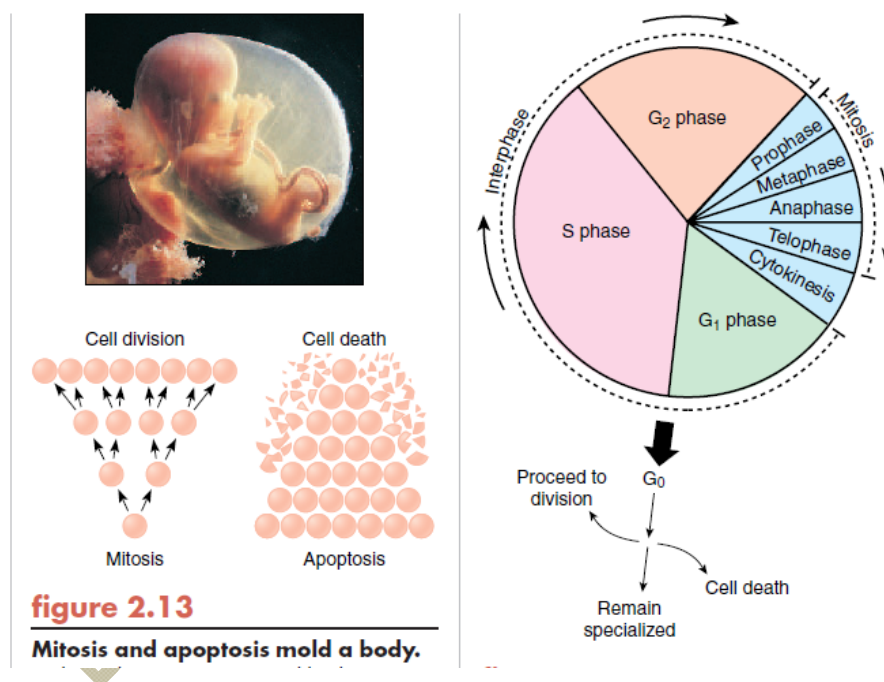 Cell division
Cell death
Mitosis
Apoptosis
figure 2.13
Mitosis and apoptosis mold a body.
Interphase
G₂ phase
Mitosis
Prophase
Metaphase
Anaphase
Telophase
Cytokinesis
S phase
G₁ phase
Proceed to
division
G₀
Cell death
Remain
specialized